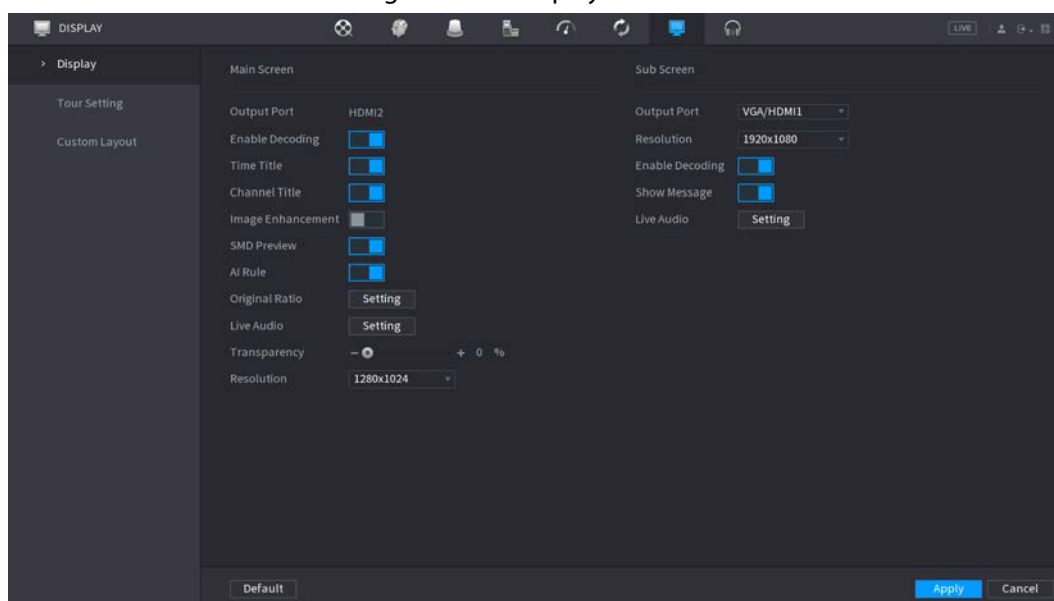 DISPLAY
LIVE
> Display
Tour Setting
Custom Layout
Main Screen
Output Port HDMI2
Enable Decoding
Time Title
Channel Title
Image Enhancement
SMD Preview
AI Rule
Original Ratio Setting
Live Audio Setting
Transparency - + 0 %
Resolution 1280x1024
Sub Screen
Output Port VGA/HDMI1
Resolution 1920x1080
Enable Decoding
Show Message
Live Audio Setting
Default
Apply
Cancel